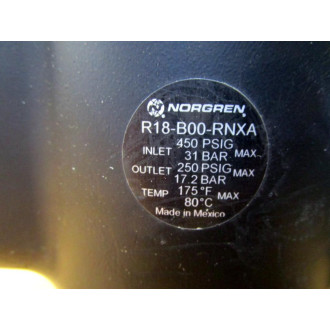 NORGREN
R18-B00-RNXA
INLET 450 PSIG 31 BAR MAX
OUTLET 250 PSIG 17.2 BAR MAX
TEMP 175 °F 80 °C MAX
Made in México